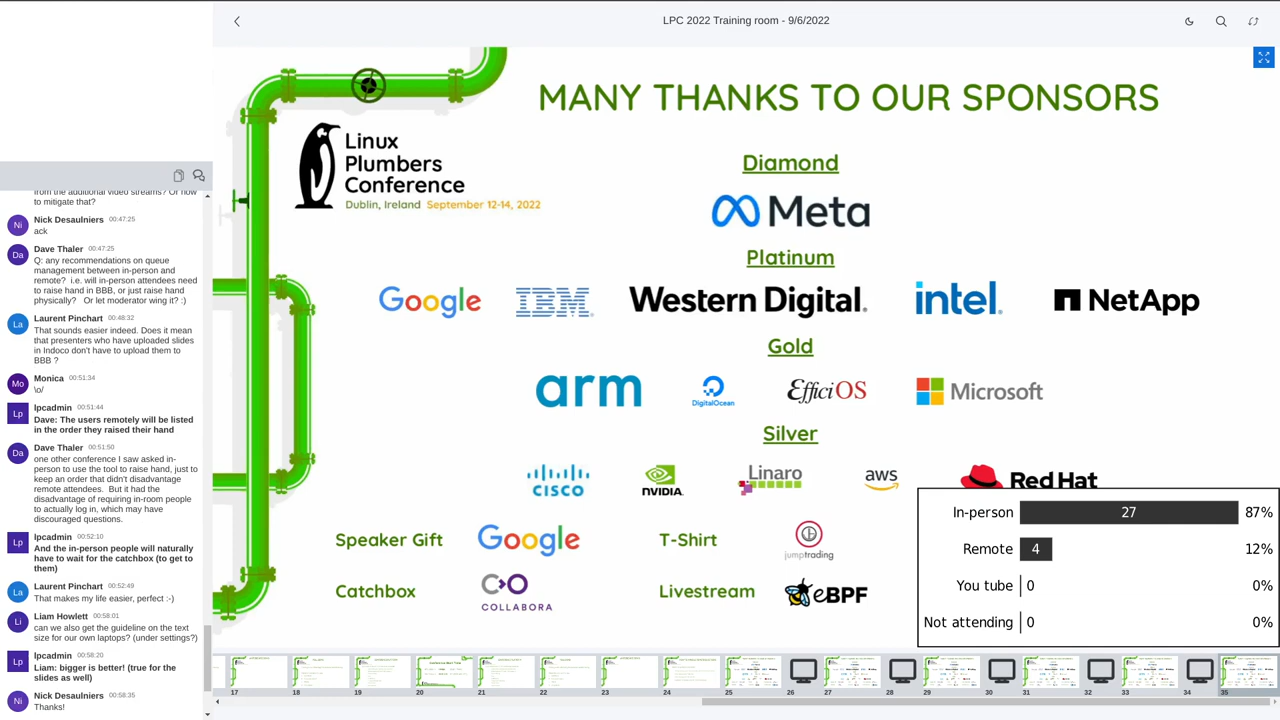 LPC 2022 Training room - 9/6/2022
from the additional video streams? Or how
to mitigate that?
Nick Desaulniers 00:47:25
Ni
ack
Dave Thaler 00:47:25
Da
Q: any recommendations on queue
management between in-person and
remote? i.e. will in-person attendees need
to raise hand in BBB, or just raise hand
physically? Or let moderator wing it? :)
Laurent Pinchart 00:48:32
La
That sounds easier indeed. Does it mean
that presenters who have uploaded slides
in Indoco don't have to upload them to
BBB ?
Monica 00:51:34
Mo
\o/
lpcadmin 00:51:44
Lp
Dave: The users remotely will be listed
in the order they raised their hand
Dave Thaler 00:51:50
Da
one other conference I saw asked in-
person to use the tool to raise hand, just to
keep an order that didn't disadvantage
remote attendees. But it had the
disadvantage of requiring in-room people
to actually log in, which may have
discouraged questions.
lpcadmin 00:52:10
Lp
And the in-person people will naturally
have to wait for the catchbox (to get to
them)
Laurent Pinchart 00:52:49
La
That makes my life easier, perfect :-)
Liam Howlett 00:58:01
Li
can we also get the guideline on the text
size for our own laptops? (under settings?)
lpcadmin 00:58:20
Lp
Liam: bigger is better! (true for the
slides as well)
Nick Desaulniers 00:58:35
Ni
Thanks!
MANY THANKS TO OUR SPONSORS
Linux
Plumbers
Conference
Dublin, Ireland September 12-14, 2022
Diamond
Meta
Platinum
Google IBM Western Digital. intel. NetApp
Gold
arm DigitalOcean EfficiOS Microsoft
Silver
CISCO NVIDIA. Linaro aws Red Hat
Speaker Gift Google T-Shirt jumptrading
Catchbox COLLABORA Livestream eBPF
In-person 27 87%
Remote 4 12%
You tube 0 0%
Not attending 0 0%
17 18 19 20 21 22 23 24 25 26 27 28 29 30 31 32 33 34 35